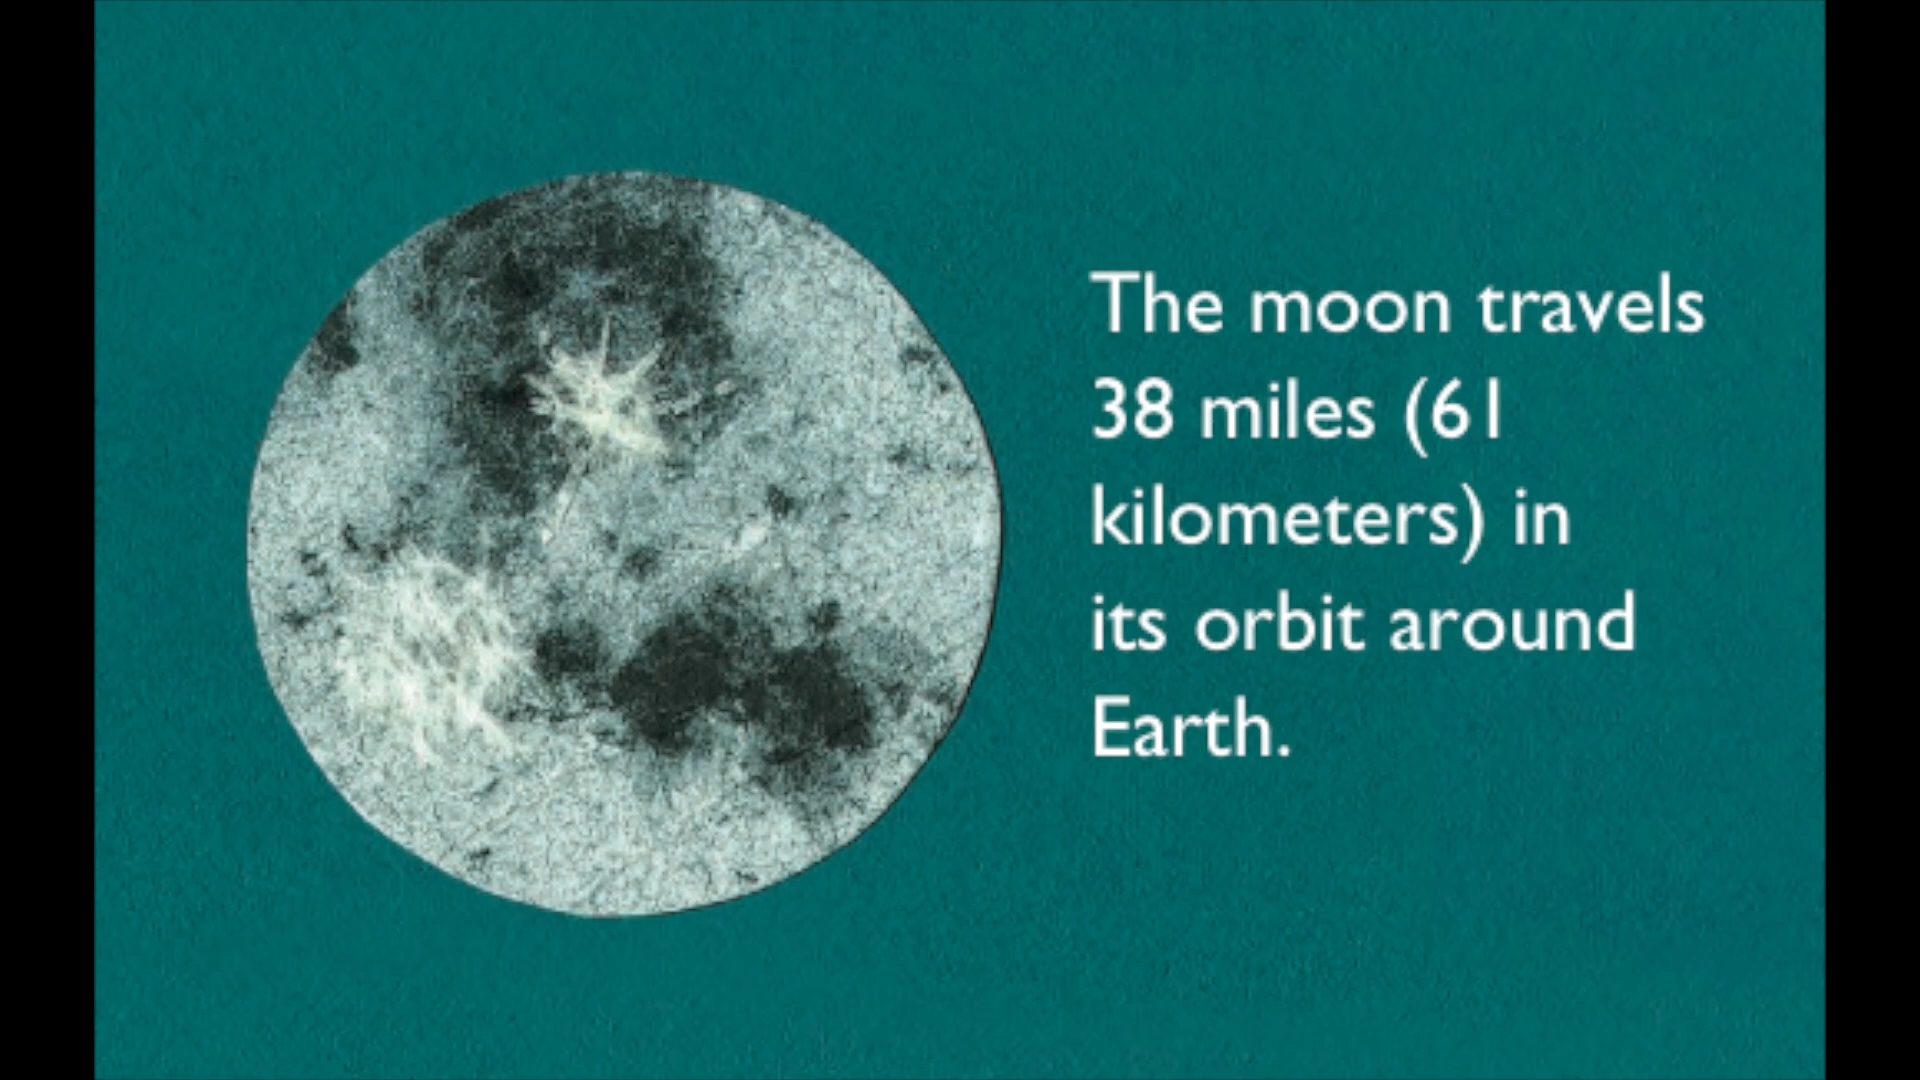 The moon travels
38 miles (61
kilometers) in
its orbit around
Earth.